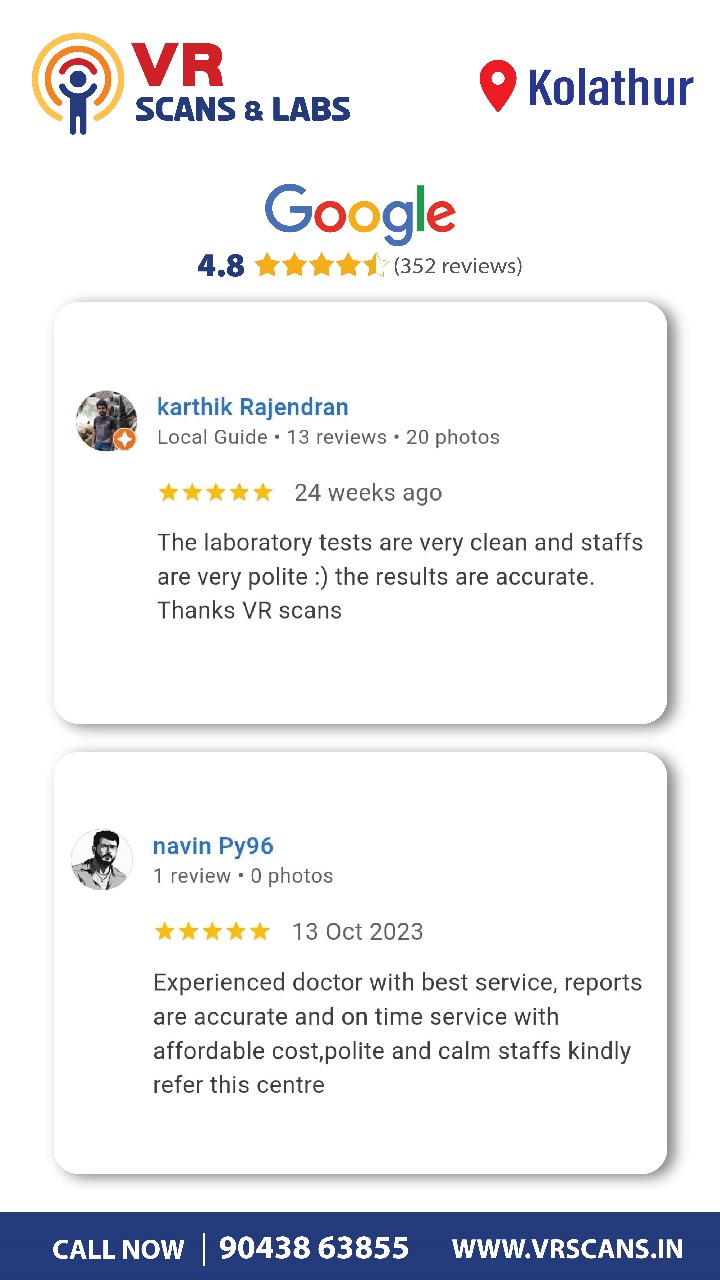 VR
SCANS & LABS
Kolathur
Google
4.8 (352 reviews)
karthik Rajendran
Local Guide • 13 reviews • 20 photos
24 weeks ago
The laboratory tests are very clean and staffs
are very polite :) the results are accurate.
Thanks VR scans
navin Py96
1 review • 0 photos
13 Oct 2023
Experienced doctor with best service, reports
are accurate and on time service with
affordable cost,polite and calm staffs kindly
refer this centre
CALL NOW | 90438 63855 WWW.VRSCANS.IN